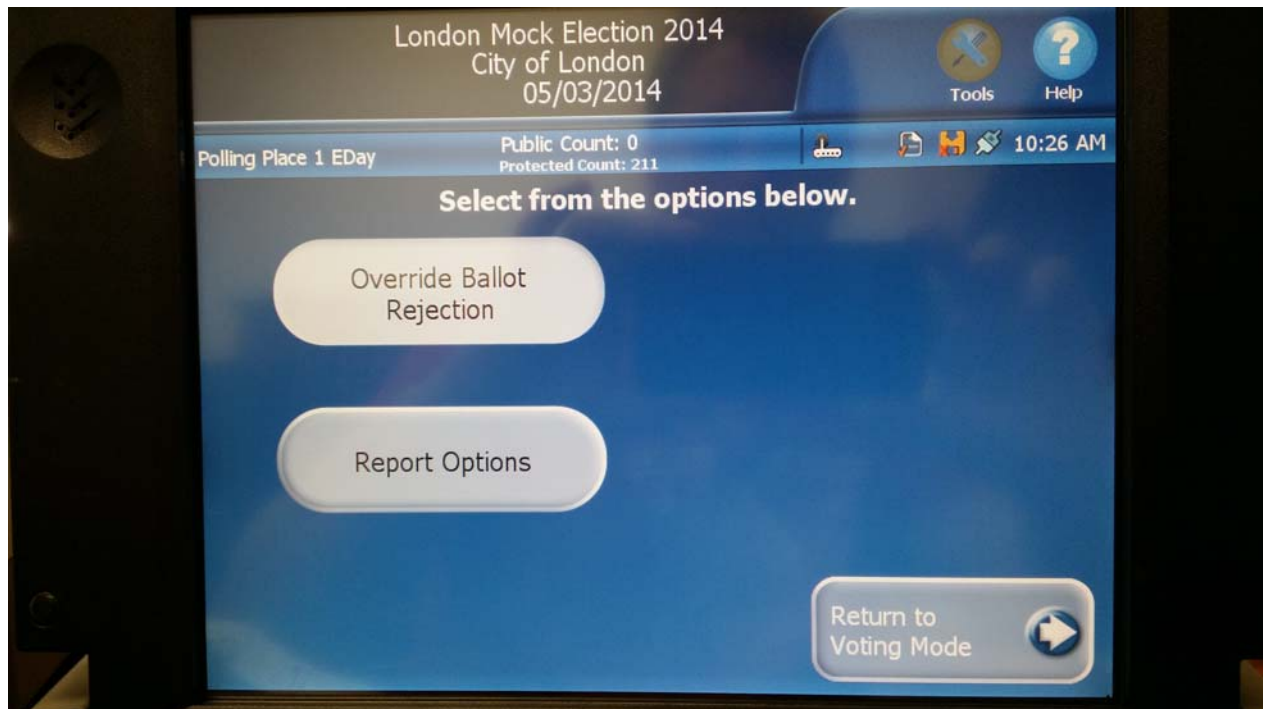 London Mock Election 2014
City of London
05/03/2014
Tools
Help
Polling Place 1 EDay
Public Count: 0
Protected Count: 211
10:26 AM
Select from the options below.
Override Ballot
Rejection
Report Options
Return to
Voting Mode